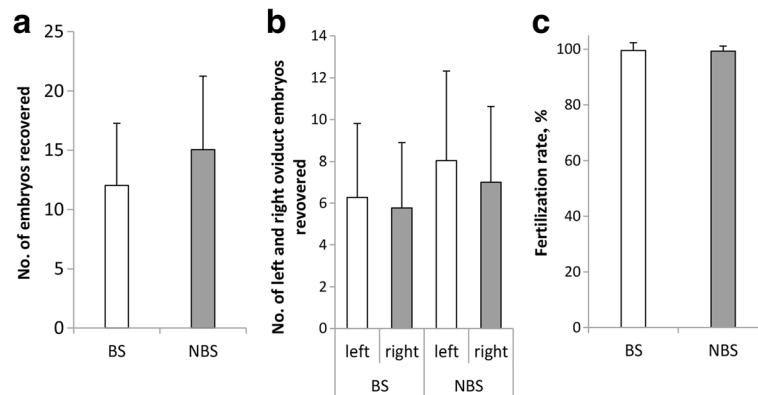 a
No. of embryos recovered
25
20
15
10
5
0
BS
NBS
b
No. of left and right oviduct embryos
revovered
14
12
10
8
6
4
2
0
left
right
left
right
BS
NBS
c
Fertilization rate, %
100
80
60
40
20
0
BS
NBS